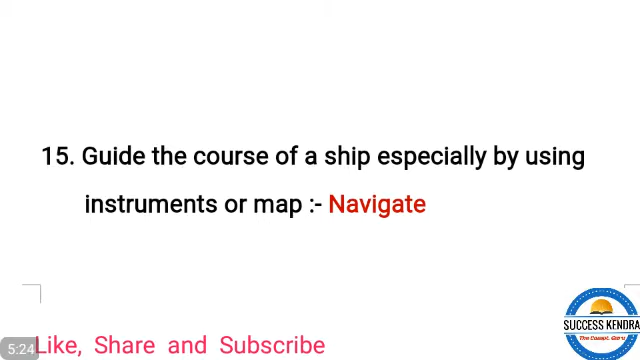 15. Guide the course of a ship especially by using
instruments or map :- Navigate
5:24
Like, Share and Subscribe
SUCCESS KENDRA